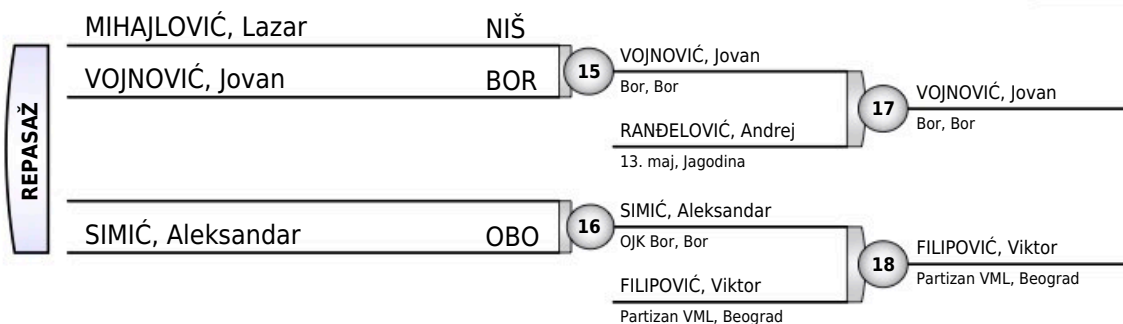 REPASAŽ
MIHAJLOVIĆ, Lazar NIŠ
VOJNOVIĆ, Jovan BOR
15
VOJNOVIĆ, Jovan
Bor, Bor
RANĐELOVIĆ, Andrej
13. maj, Jagodina
17
VOJNOVIĆ, Jovan
Bor, Bor
SIMIĆ, Aleksandar OBO
16
SIMIĆ, Aleksandar
OJK Bor, Bor
FILIPOVIĆ, Viktor
Partizan VML, Beograd
18
FILIPOVIĆ, Viktor
Partizan VML, Beograd